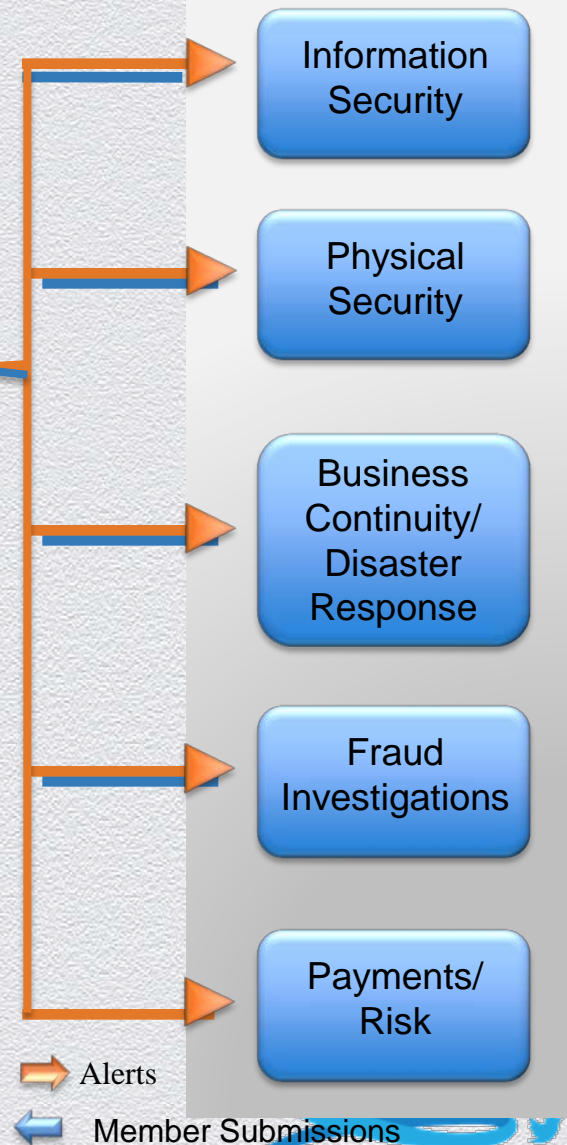 Information
Security
Physical
Security
Business
Continuity/
Disaster
Response
Fraud
Investigations
Payments/
Risk
Alerts
Member Submissions